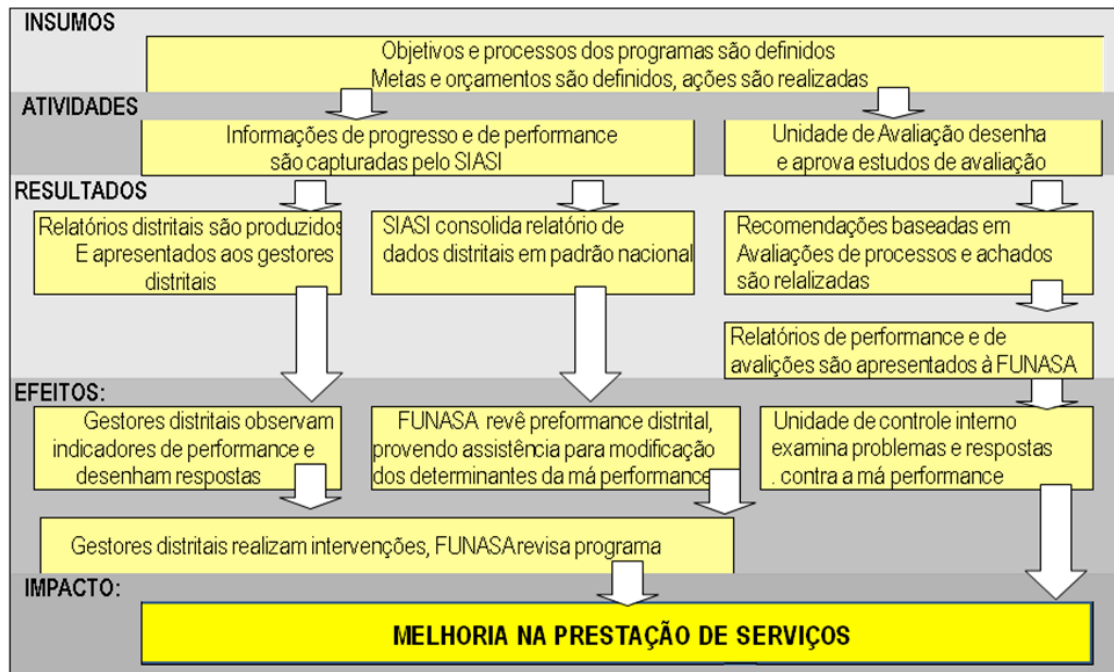 INSUMOS
Objetivos e processos dos programas são definidos
Metas e orçamentos são definidos, ações são realizadas
ATIVIDADES
Informações de progresso e de performance
são capturadas pelo SIASI
Unidade de Avaliação desenha
e aprova estudos de avaliação
RESULTADOS
Relatórios distritais são produzidos
E apresentados aos gestores
distritais
SIASI consolida relatório de
dados distritais em padrão nacional
Recomendações baseadas em
Avaliações de processos e achados
são relalizadas
Relatórios de performance e de
avalições são apresentados à FUNASA
EFEITOS:
Gestores distritais observam
indicadores de performance e
desenham respostas
FUNASA revê preformance distrital,
provendo assistência para modificação
dos determinantes da má performance
Unidade de controle interno
examina problemas e respostas
. contra a má performance
Gestores distritais realizam intervenções, FUNASA revisa programa
IMPACTO:
MELHORIA NA PRESTAÇÃO DE SERVIÇOS